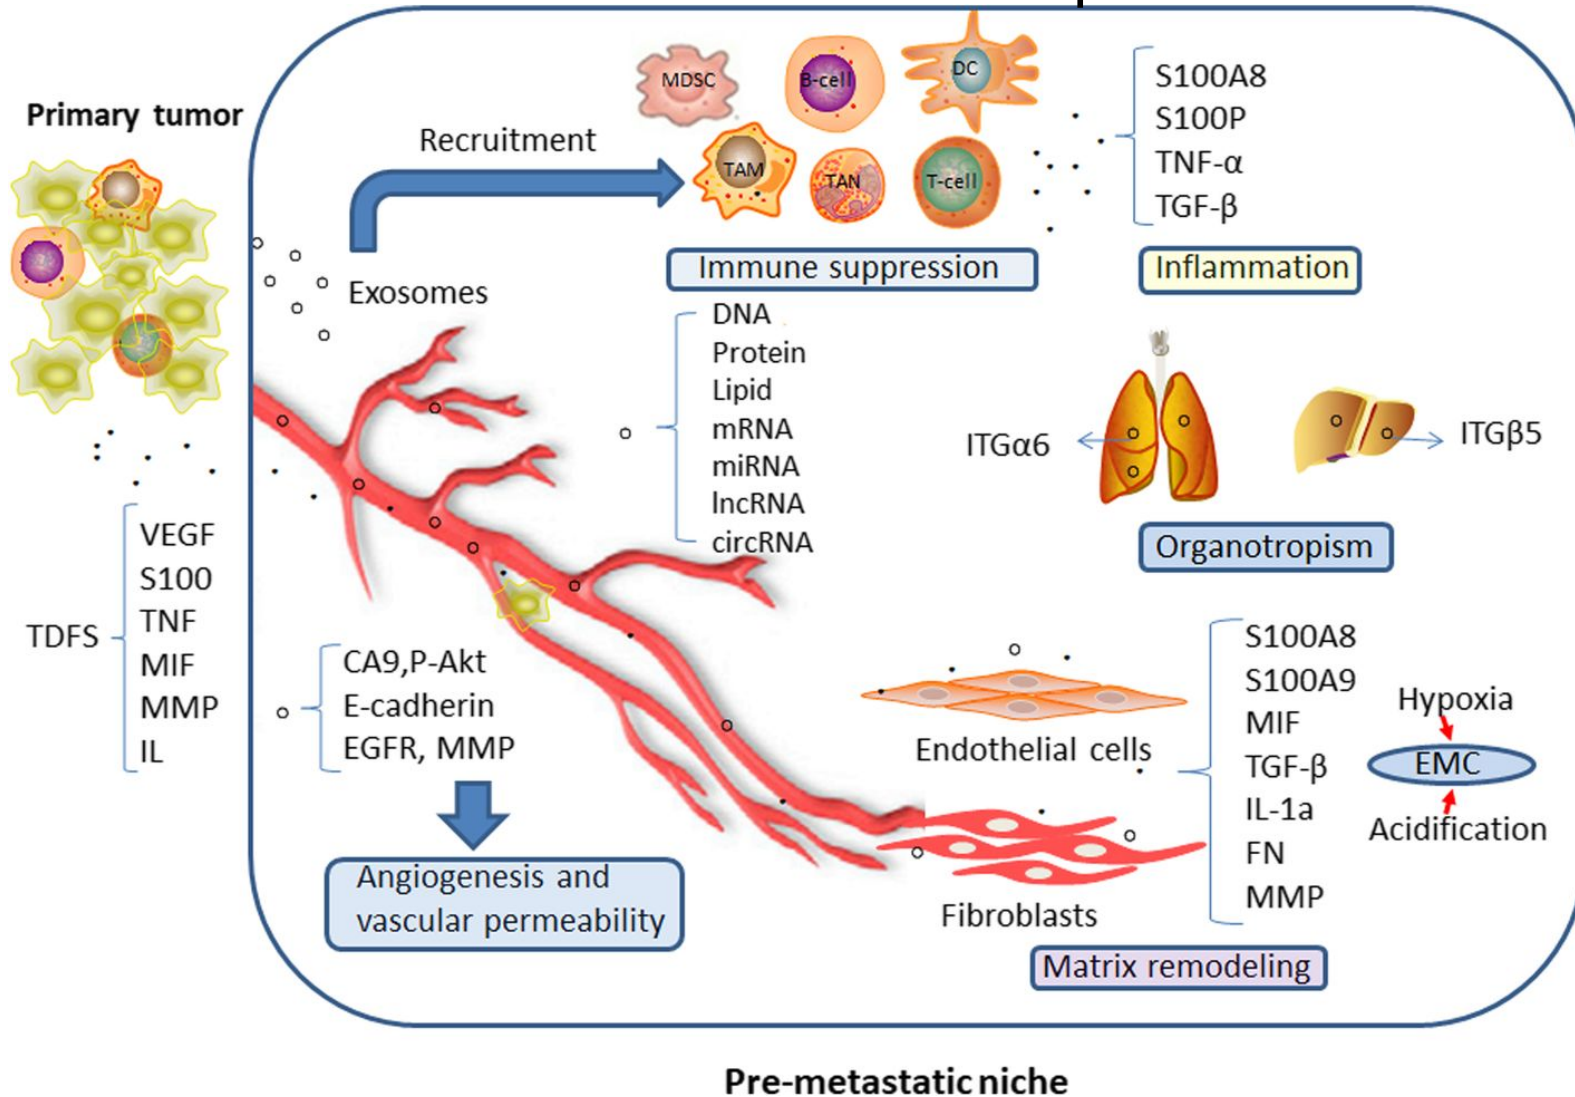 Primary tumor
Recruitment
MDSC
B-cell
DC
TAM
TAN
T-cell
S100A8
S100P
TNF-α
TGF-β
Immune suppression
Inflammation
Exosomes
DNA
Protein
Lipid
mRNA
miRNA
lncRNA
circRNA
ITGα6
ITGβ5
Organotropism
TDFS
VEGF
S100
TNF
MIF
MMP
IL
CA9,P-Akt
E-cadherin
EGFR, MMP
Angiogenesis and
vascular permeability
Endothelial cells
Fibroblasts
S100A8
S100A9
MIF
TGF-β
IL-1a
FN
MMP
Hypoxia
EMC
Acidification
Matrix remodeling
Pre-metastatic niche